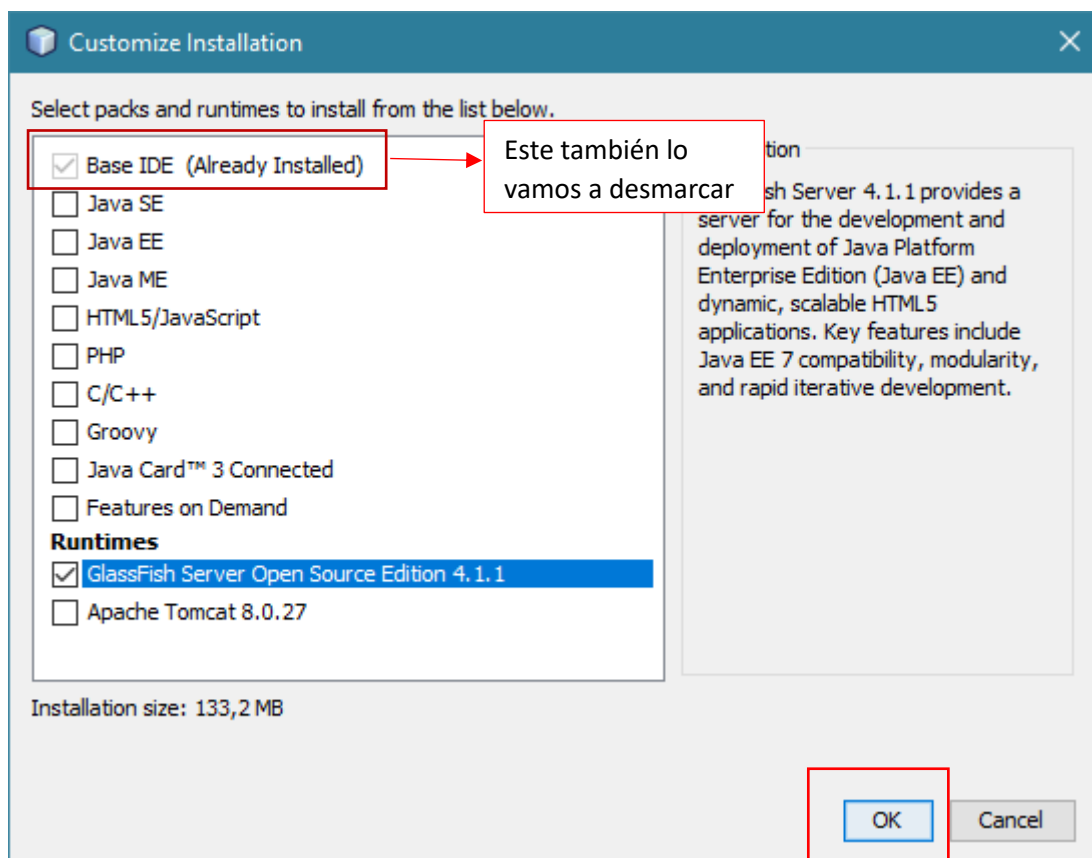 Customize Installation
Select packs and runtimes to install from the list below.
Base IDE (Already Installed)
Java SE
Java EE
Java ME
HTML5/JavaScript
PHP
C/C++
Groovy
Java Card™ 3 Connected
Features on Demand
Runtimes
GlassFish Server Open Source Edition 4.1.1
Apache Tomcat 8.0.27
Este también lo
vamos a desmarcar
tion
sh Server 4.1.1 provides a
server for the development and
deployment of Java Platform
Enterprise Edition (Java EE) and
dynamic, scalable HTML5
applications. Key features include
Java EE 7 compatibility, modularity,
and rapid iterative development.
Installation size: 133,2 MB
OK
Cancel